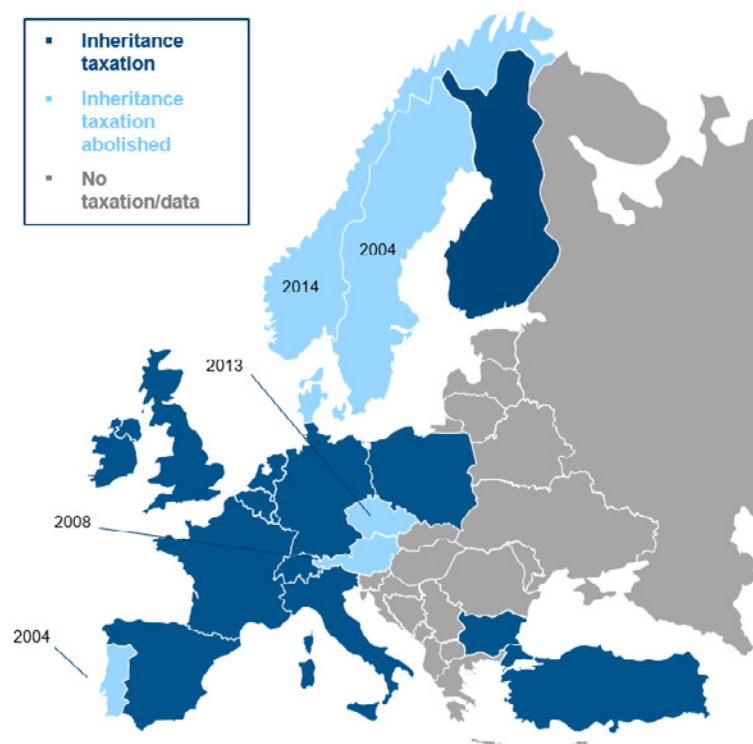 Inheritance
taxation
Inheritance
taxation
abolished
No
taxation/data
2004
2014
2013
2008
2004